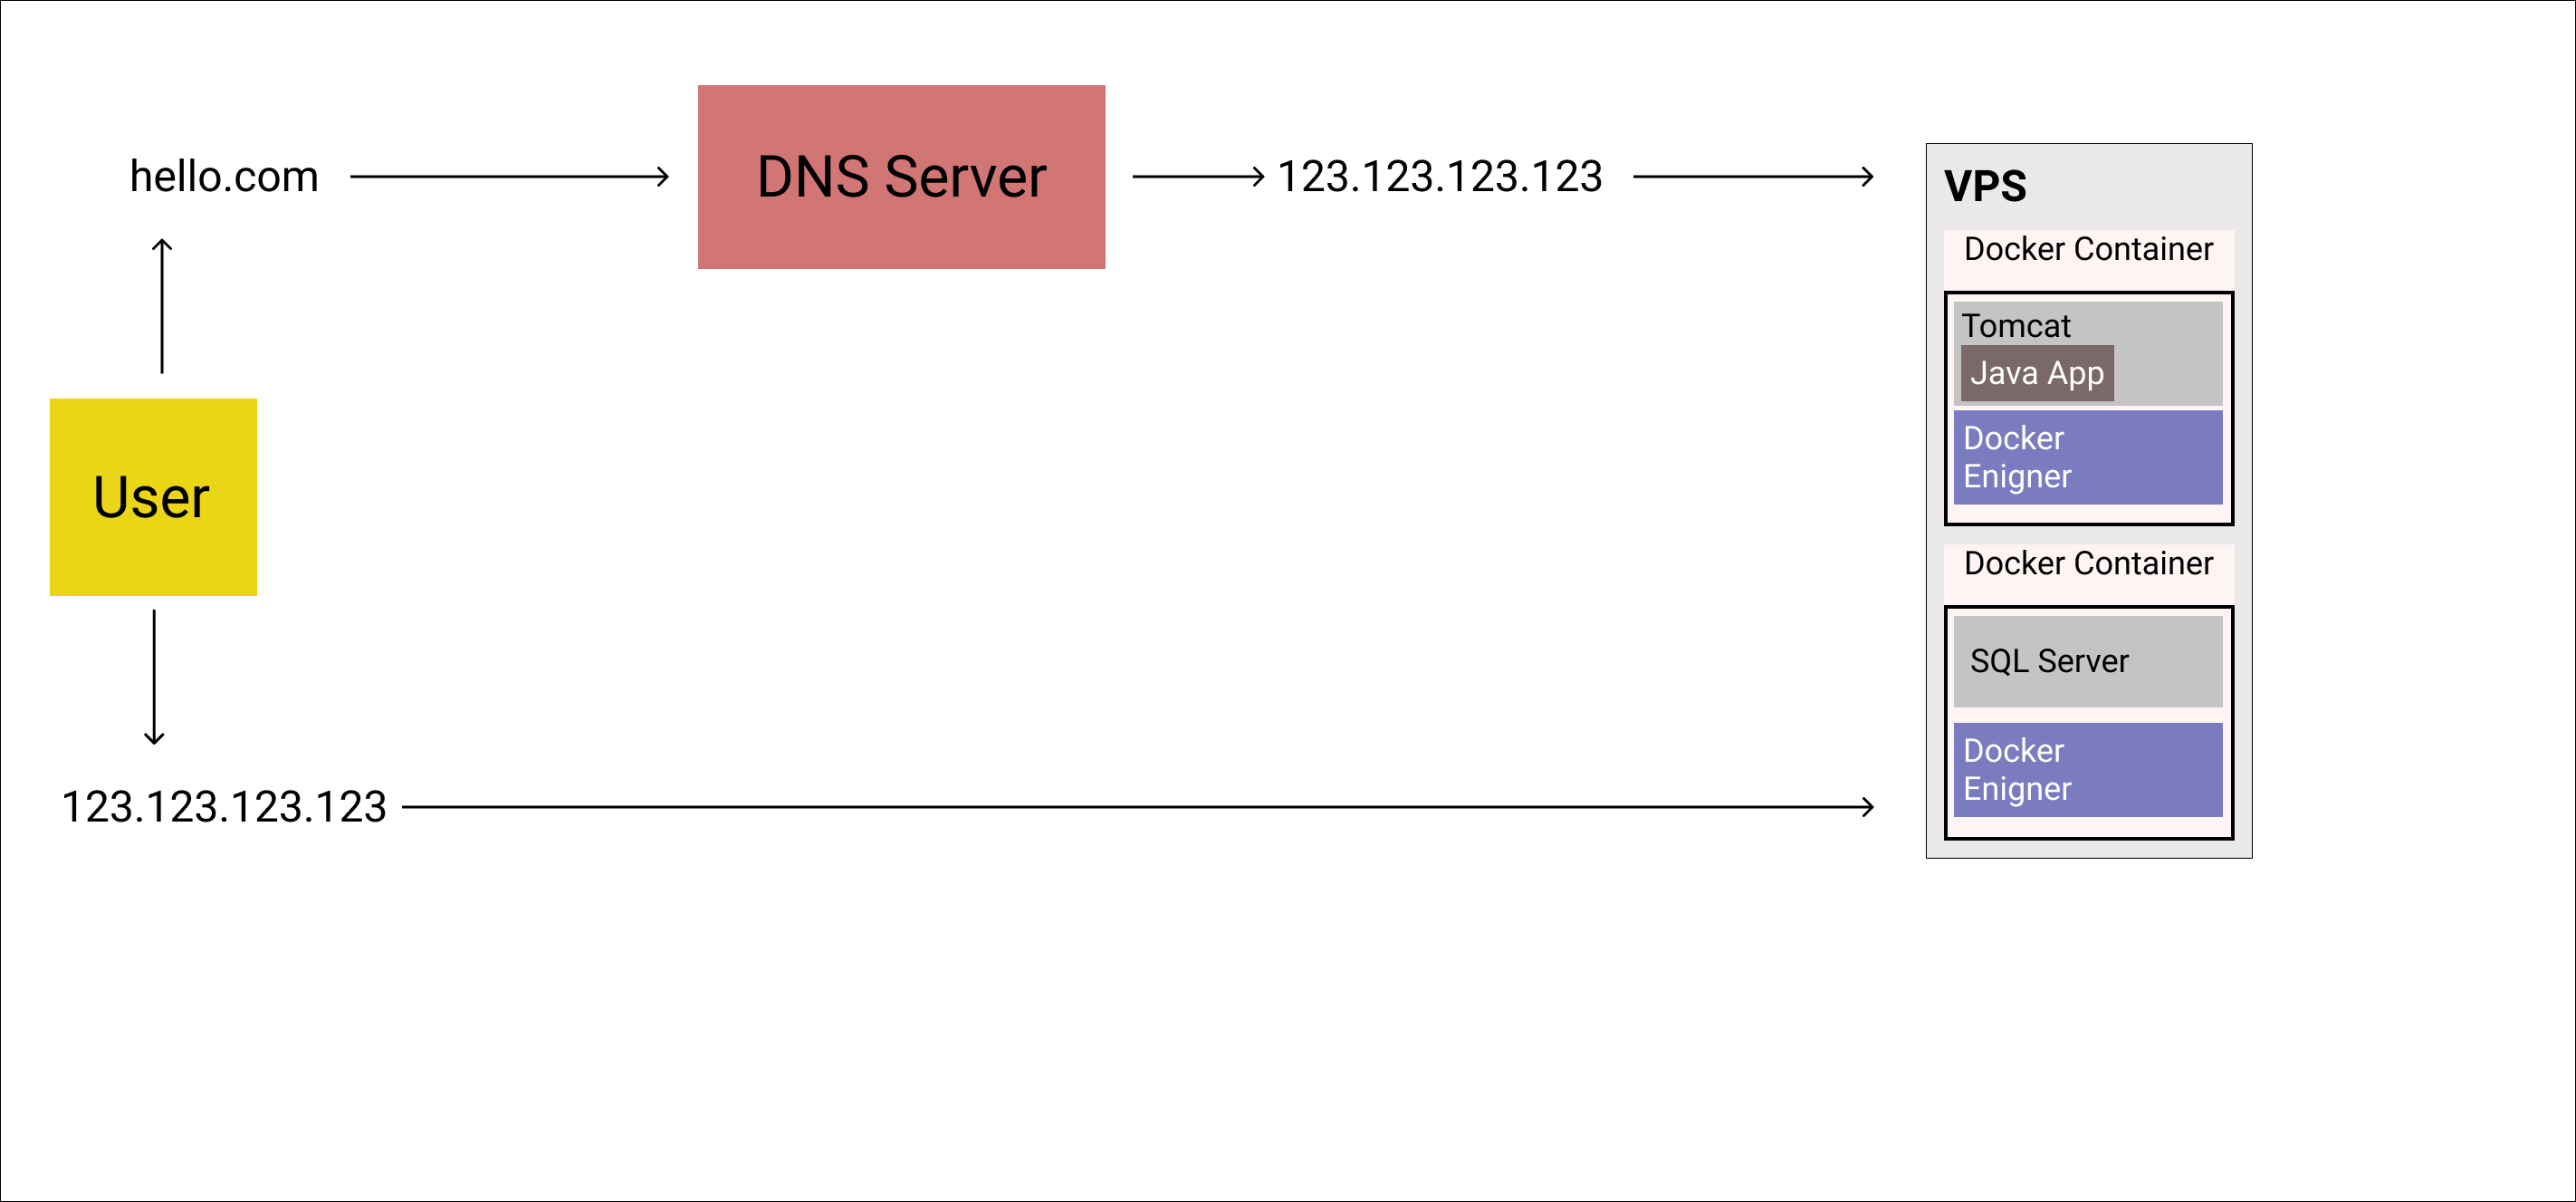 hello.com
DNS Server
123.123.123.123
VPS
Docker Container
Tomcat
Java App
Docker
Enigner
User
Docker Container
SQL Server
Docker
Enigner
123.123.123.123